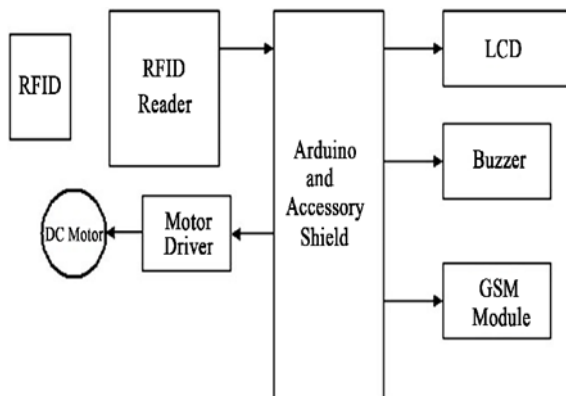 RFID
RFID
Reader
Arduino
and
Accessory
Shield
LCD
Buzzer
DC Motor
Motor
Driver
GSM
Module